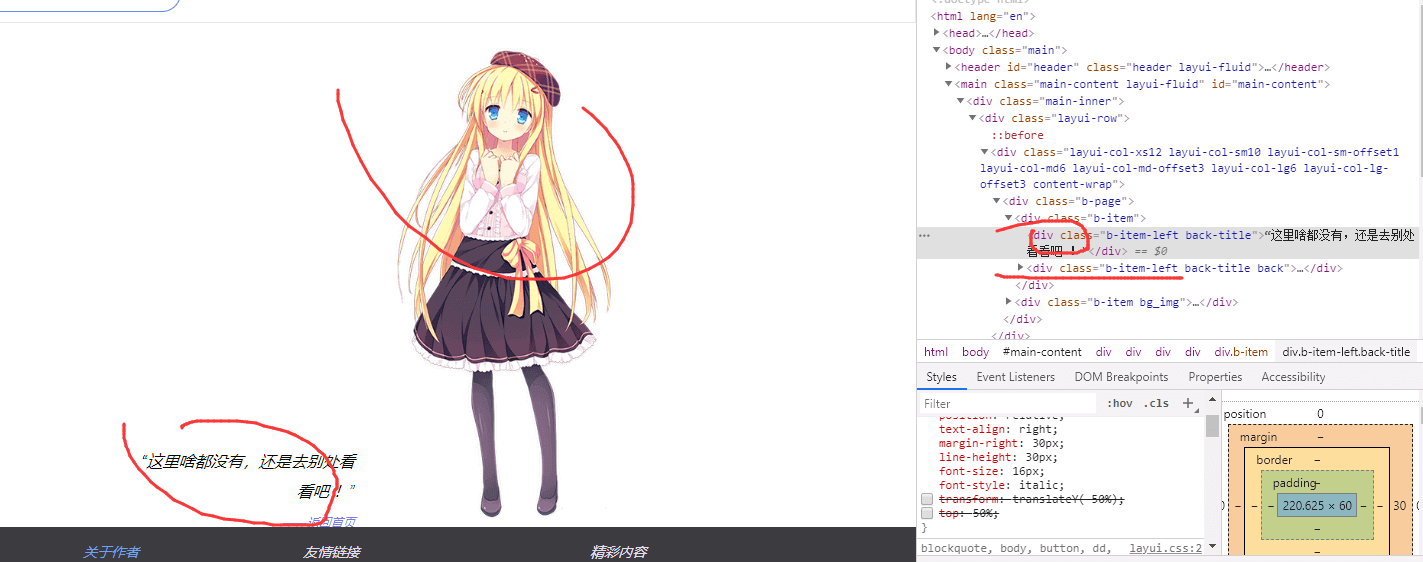 “这里啥都没有，还是去别处看
看吧 ！ ”
返回首页
关于作者
友情链接
精彩内容
<!doctype html>
<html lang="en">
▶<head>…</head>
▼<body class="main">
▶<header id="header" class="header layui-fluid">…</header>
▼<main class="main-content layui-fluid" id="main-content">
▼<div class="main-inner">
▼<div class="layui-row">
::before
▼<div class="layui-col-xs12 layui-col-sm10 layui-col-sm-offset1
layui-col-md6 layui-col-md-offset3 layui-col-lg6 layui-col-lg-
offset3 content-wrap">
▼<div class="b-page">
▼<div class="b-item">
<div class="b-item-left back-title">“这里啥都没有，还是去别处
看看吧 ！ ”</div> == $0
▶<div class="b-item-left back-title back">…</div>
</div>
▶<div class="b-item bg_img">…</div>
</div>
</div>
html body #main-content div div div div div.b-item div.b-item-left.back-title
Styles Event Listeners DOM Breakpoints Properties Accessibility
Filter :hov .cls +
position: relative;
text-align: right;
margin-right: 30px;
line-height: 30px;
font-size: 16px;
font-style: italic;
transform: translateY(-50%);
top: 50%;
}
blockquote, body, button, dd, layui.css:2
position 0
margin –
border –
padding –
0 – – – 220.625 × 60 – – 30 0
–
–